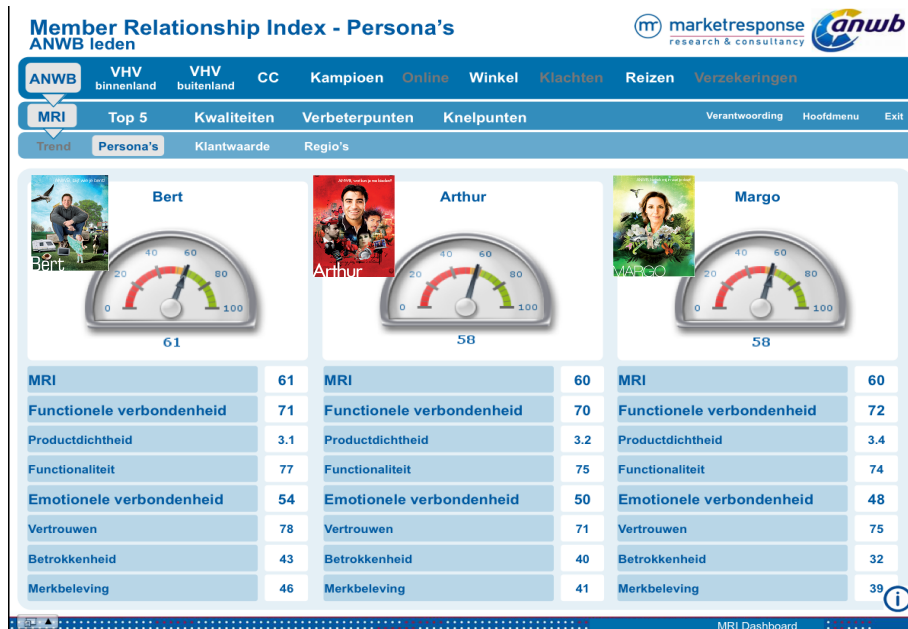 Member Relationship Index - Persona's
ANWB leden
marketresponse
research & consultancy
anwb
ANWB VHV binnenland VHV buitenland CC Kampioen Online Winkel Klachten Reizen Verzekeringen
MRI Top 5 Kwaliteiten Verbeterpunten Knelpunten Verantwoording Hoofdmenu Exit
Trend Persona's Klantwaarde Regio's
Bert Arthur Margo
Bert Arthur MARGO
0 20 40 60 80 100
0 20 40 60 80 100
0 20 40 60 80 100
61 58 58
MRI 61 MRI 60 MRI 60
Functionele verbondenheid 71 Functionele verbondenheid 70 Functionele verbondenheid 72
Productdichtheid 3.1 Productdichtheid 3.2 Productdichtheid 3.4
Functionaliteit 77 Functionaliteit 75 Functionaliteit 74
Emotionele verbondenheid 54 Emotionele verbondenheid 50 Emotionele verbondenheid 48
Vertrouwen 78 Vertrouwen 71 Vertrouwen 75
Betrokkenheid 43 Betrokkenheid 40 Betrokkenheid 32
Merkbeleving 46 Merkbeleving 41 Merkbeleving 39
MRI Dashboard